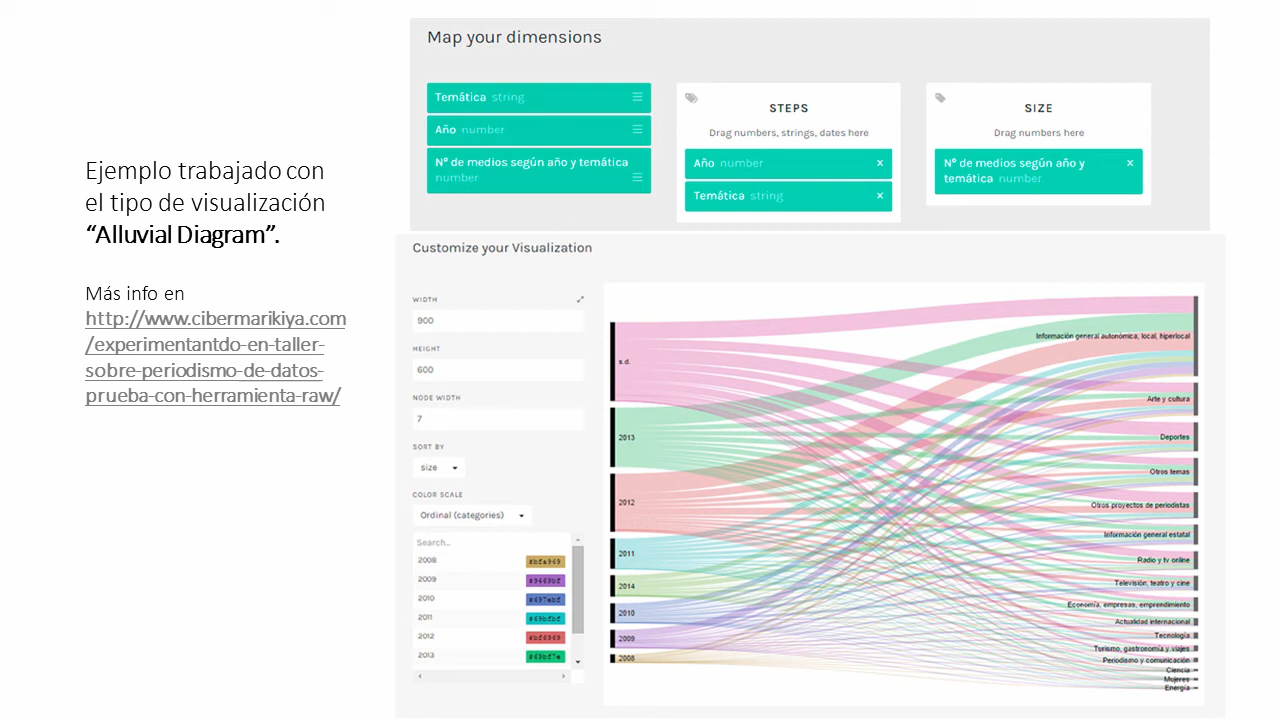 Ejemplo trabajado con
el tipo de visualización
“Alluvial Diagram”.
Más info en
http://www.cibermarikiya.com
/experimentantdo-en-taller-
sobre-periodismo-de-datos-
prueba-con-herramienta-raw/
Map your dimensions
Temática string
Año number
Nº de medios según año y temática
number
STEPS
Drag numbers, strings, dates here
Año number
Temática string
SIZE
Drag numbers here
Nº de medios según año y
temática number
Customize your Visualization
WIDTH
900
HEIGHT
600
NODE WIDTH
7
SORT BY
size
COLOR SCALE
Ordinal (categories)
Search...
2008 #bfa969
2009 #9669bf
2010 #697ebf
2011 #69bfbf
2012 #bf6969
2013 #69bf7e
s.d.
2013
2012
2011
2014
2010
2009
2008
Información general autonómica, local, hiperlocal
Arte y cultura
Deportes
Otros temas
Otros proyectos de periodistas
Información general estatal
Radio y tv online
Televisión, teatro y cine
Economía, empresas, emprendimiento
Actualidad internacional
Tecnología
Turismo, gastronomía y viajes
Periodismo y comunicación
Ciencia
Mujeres
Energía